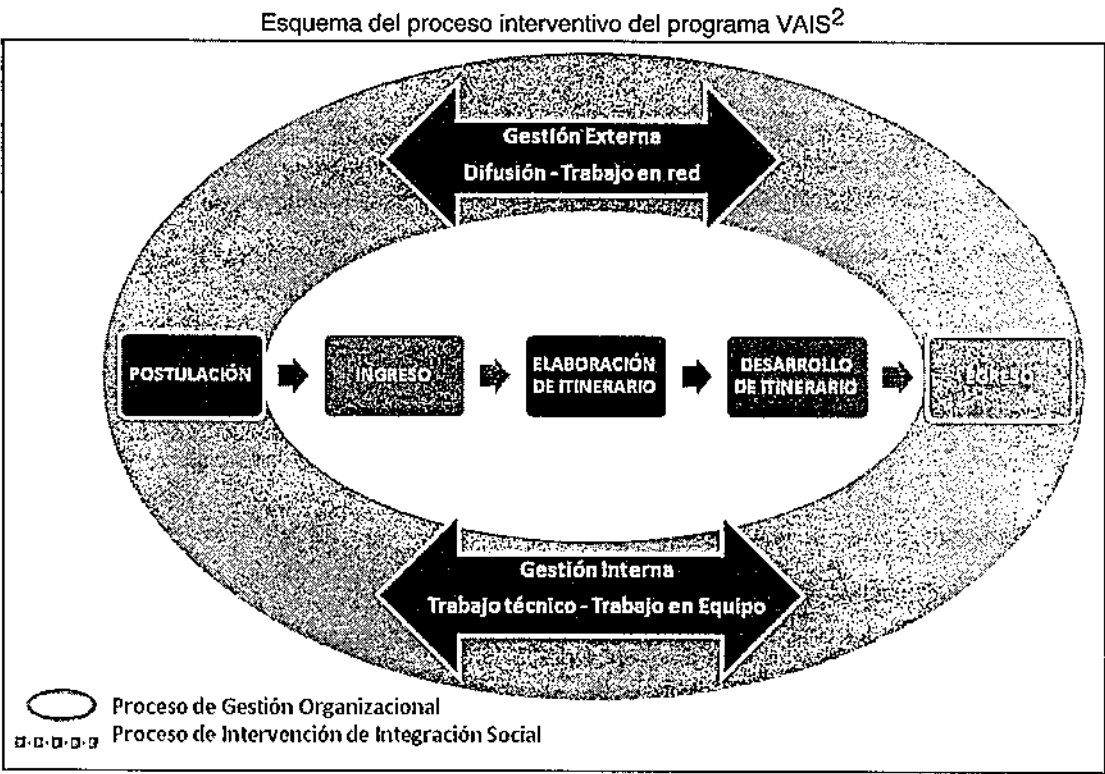 Esquema del proceso interventivo del programa VAIS2
Gestión Externa
Difusión - Trabajo en red
POSTULACIÓN
INGRESO
ELABORACIÓN
DE ITINERARIO
DESARROLLO
DE ITINERARIO
EGRESO
Gestión Interna
Trabajo técnico - Trabajo en Equipo
Proceso de Gestión Organizacional
Proceso de Intervención de Integración Social